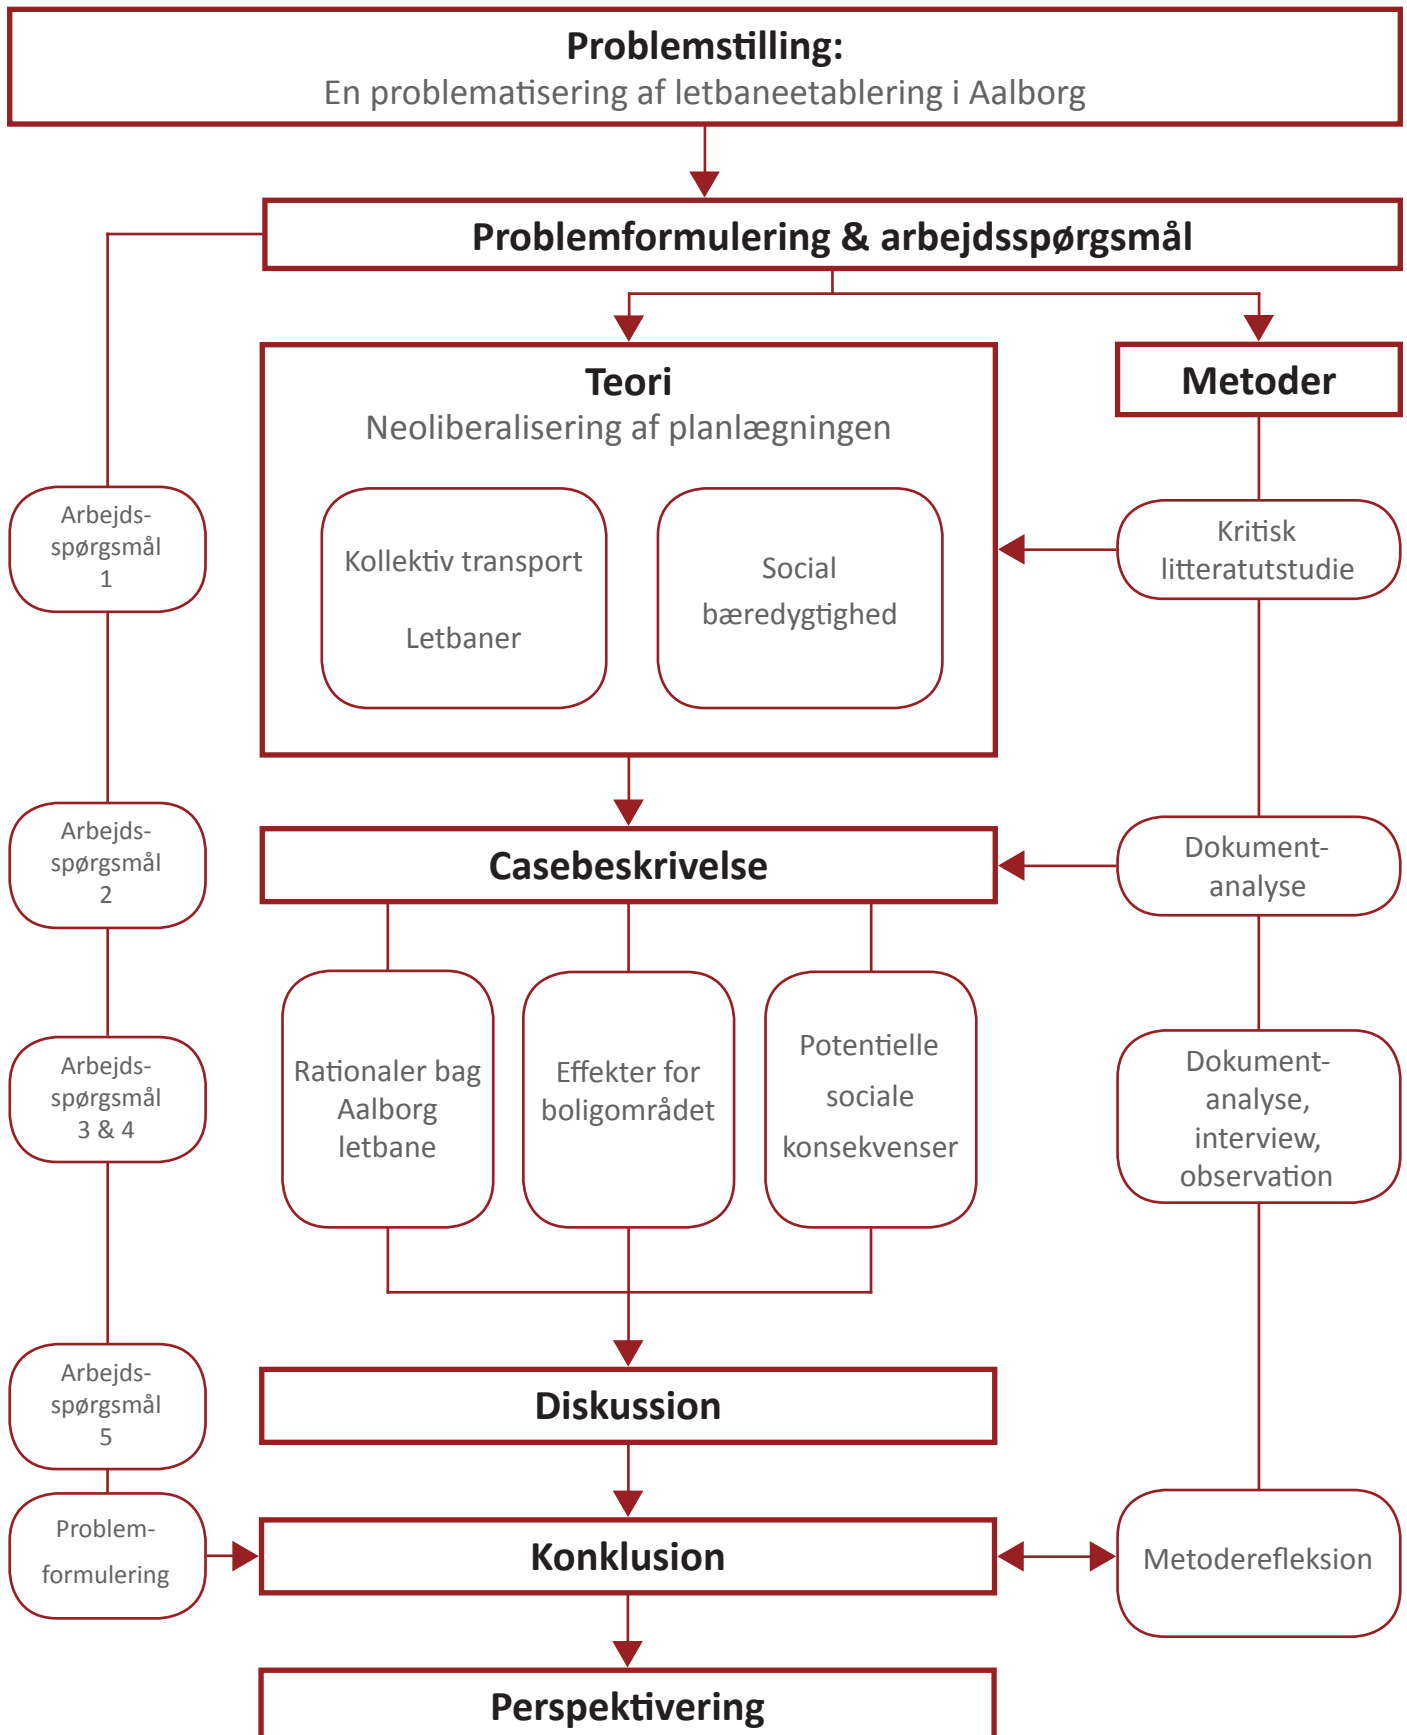 Problemstilling:
En problematisering af letbaneetablering i Aalborg
Problemformulering & arbejdsspørgsmål
Teori
Neoliberalisering af planlægningen
Kollektiv transport
Letbaner
Social
bæredygtighed
Metoder
Kritisk
litteratutstudie
Arbejds-
spørgsmål
1
Arbejds-
spørgsmål
2
Casebeskrivelse
Dokument-
analyse
Arbejds-
spørgsmål
3 & 4
Rationaler bag
Aalborg
letbane
Effekter for
boligområdet
Potentielle
sociale
konsekvenser
Dokument-
analyse,
interview,
observation
Arbejds-
spørgsmål
5
Diskussion
Problem-
formulering
Konklusion
Metoderefleksion
Perspektivering